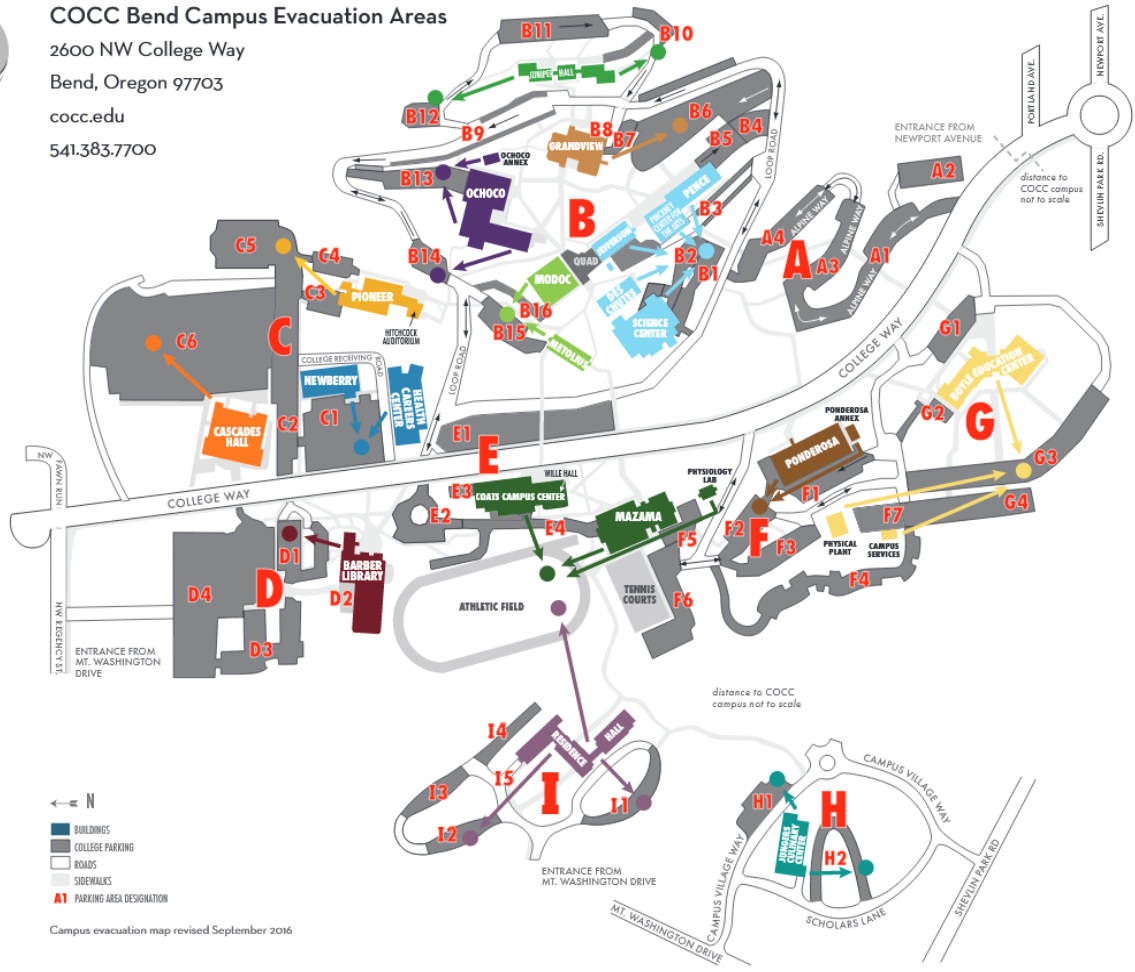 COCC Bend Campus Evacuation Areas
2600 NW College Way
Bend, Oregon 97703
cocc.edu
541.383.7700
B11
B10
JUNIPER HALL
B12
B9
B8
B7
B6
B5
B4
GRANDVIEW
OCHOCO
ANNEX
B13
OCHOCO
B
PENCE
PINCKNEY
CENTER FOR
THE ARTS
B3
JEFFERSON
QUAD
B2
B1
LOOP ROAD
B14
MODOC
DES
CHUTES
SCIENCE
CENTER
B16
B15
METOLIUS
LOOP ROAD
ENTRANCE FROM
NEWPORT AVENUE
PORTLAND AVE.
NEWPORT AVE.
SHEVLIN PARK RD.
distance to
COCC campus
not to scale
A2
A4
A
A3
A1
ALPINE WAY
ALPINE WAY
ALPINE WAY
C5
C4
C3
PIONEER
HITCHCOCK
AUDITORIUM
C6
C
COLLEGE RECEIVING
ROAD
NEWBERRY
C1
C2
HEALTH
CAREERS
CENTER
CASCADES
HALL
COLLEGE WAY
G1
BOYLE EDUCATION
CENTER
G2
G
G3
G4
PONDEROSA
ANNEX
PONDEROSA
F1
F2
F
F3
F7
F4
F5
F6
PHYSICAL
PLANT
CAMPUS
SERVICES
E1
E
E3
WILLE HALL
COATS CAMPUS CENTER
E2
E4
MAZAMA
PHYSIOLOGY
LAB
TENNIS
COURTS
ATHLETIC FIELD
NW
FAWN RUN
COLLEGE WAY
NW REGENCY ST.
D1
BARBER
LIBRARY
D4
D
D2
D3
ENTRANCE FROM
MT. WASHINGTON
DRIVE
I4
RESIDENCE
HALL
I5
I3
I
I1
I2
ENTRANCE FROM
MT. WASHINGTON DRIVE
distance to COCC
campus not to scale
CAMPUS VILLAGE WAY
H1
H
JUNGERS
CULINARY
CENTER
H2
CAMPUS VILLAGE WAY
SCHOLARS LANE
MT. WASHINGTON DRIVE
SHEVLIN PARK RD
N
BUILDINGS
COLLEGE PARKING
ROADS
SIDEWALKS
A1 PARKING AREA DESIGNATION
Campus evacuation map revised September 2016